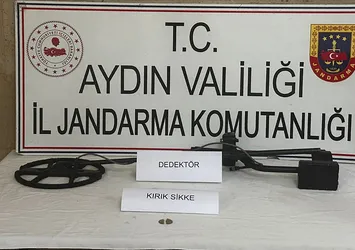 T.C.
AYDIN VALİLİĞİ
İL JANDARMA KOMUTANLIĞI
DEDEKTÖR
KIRIK SİKKE
JANDARMA